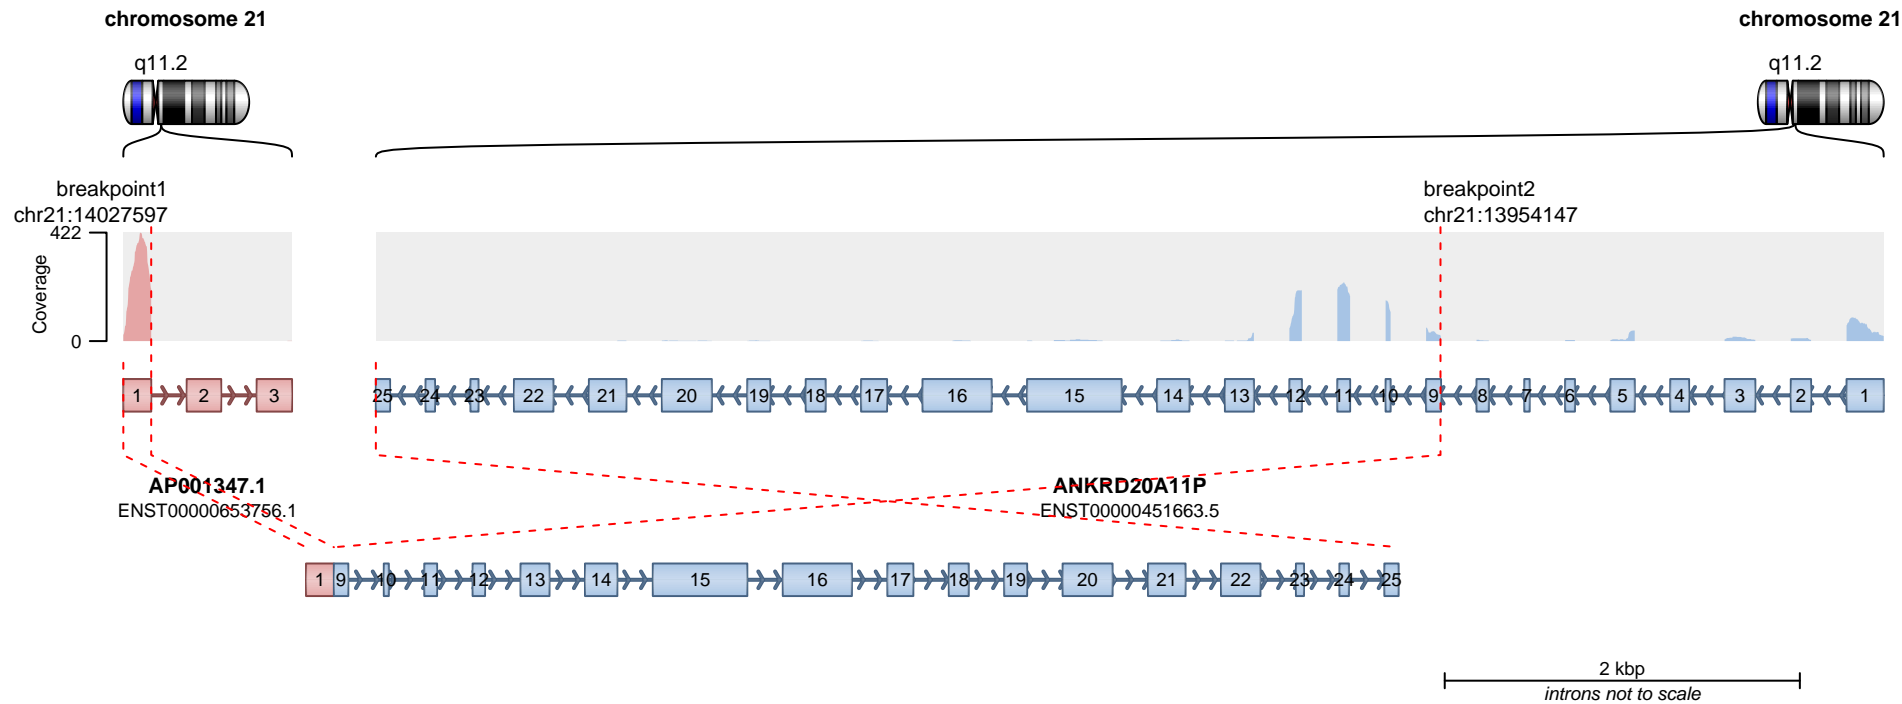 chromosome 21
chromosome 21
q11.2
q11.2
breakpoint1
chr21:14027597
breakpoint2
chr21:13954147
422
Coverage
0
1 2 3
25 24 23 22 21 20 19 18 17 16 15 14 13 12 11 10 9 8 7 6 5 4 3 2 1
AP001347.1
ENST00000653756.1
ANKRD20A11P
ENST00000451663.5
1 9 10 11 12 13 14 15 16 17 18 19 20 21 22 23 24 25
2 kbp
introns not to scale